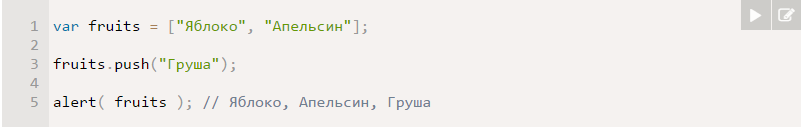 1 var fruits = ["Яблоко", "Апельсин"];
2
3 fruits.push("Груша");
4
5 alert( fruits ); // Яблоко, Апельсин, Груша